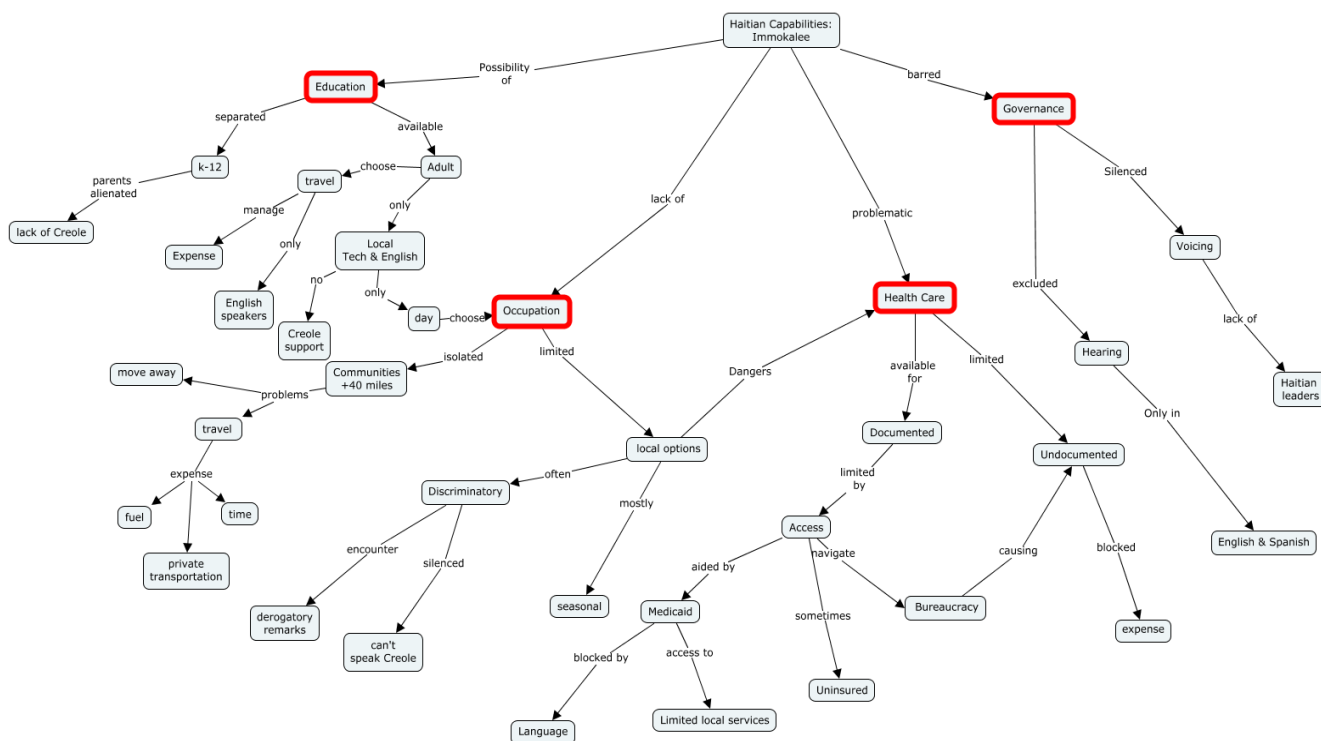 Haitian Capabilities:
Immokalee
Possibility
of
barred
Education
Governance
separated
available
k-12
Adult
choose
travel
parents
alienated
manage
only
lack of
Silenced
lack of Creole
Expense
only
Local
Tech & English
problematic
Voicing
English
speakers
no
only
Creole
support
day
choose
Occupation
Health Care
excluded
lack of
isolated
limited
Hearing
move away
problems
Communities
+40 miles
Dangers
available
for
limited
Haitian
leaders
travel
Only in
expense
local options
Documented
Undocumented
fuel
time
private
transportation
often
Discriminatory
mostly
limited
by
encounter
silenced
Access
causing
blocked
English & Spanish
aided by
navigate
derogatory
remarks
can't
speak Creole
seasonal
Medicaid
sometimes
Bureaucracy
expense
blocked by
access to
Uninsured
Language
Limited local services